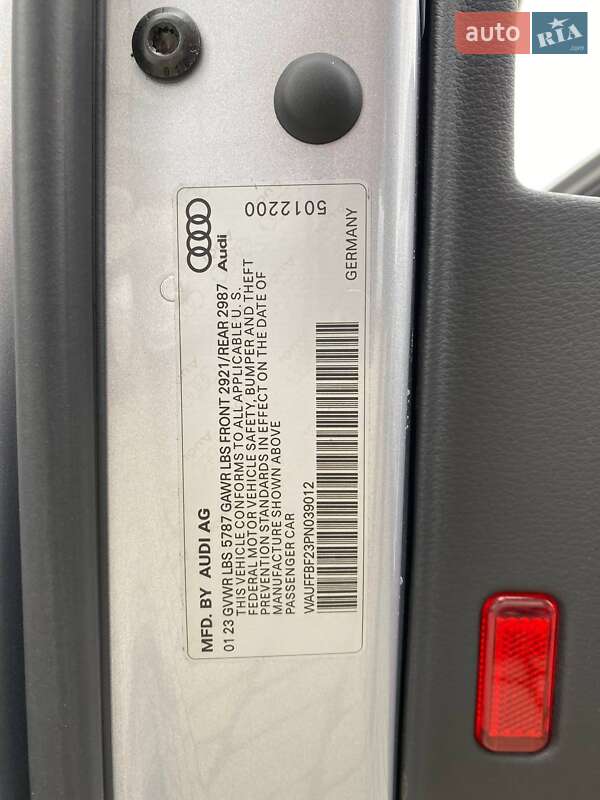 auto RIA.com
MFD. BY AUDI AG
01 23 GVWR LBS 5787 GAWR LBS FRONT 2921/REAR 2987
Audi
THIS VEHICLE CONFORMS TO ALL APPLICABLE U. S.
FEDERAL MOTOR VEHICLE SAFETY, BUMPER AND THEFT
PREVENTION STANDARDS IN EFFECT ON THE DATE OF
MANUFACTURE SHOWN ABOVE
PASSENGER CAR
WAUFFBF23PN039012
5012200
GERMANY